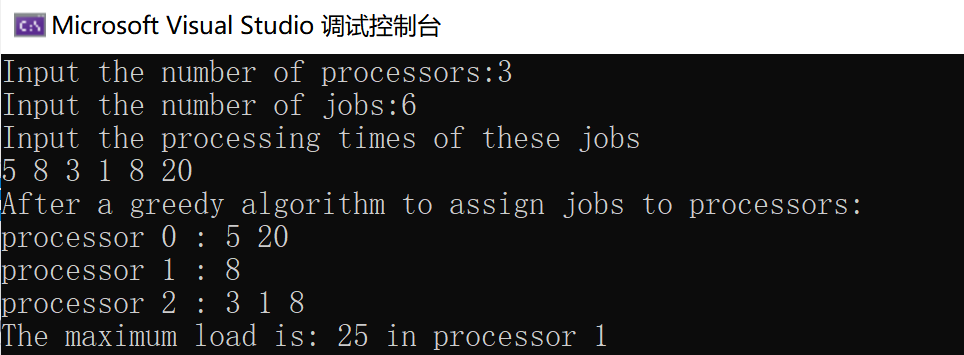 C:\ Microsoft Visual Studio 调试控制台
Input the number of processors:3
Input the number of jobs:6
Input the processing times of these jobs
5 8 3 1 8 20
After a greedy algorithm to assign jobs to processors:
processor 0 : 5 20
processor 1 : 8
processor 2 : 3 1 8
The maximum load is: 25 in processor 1